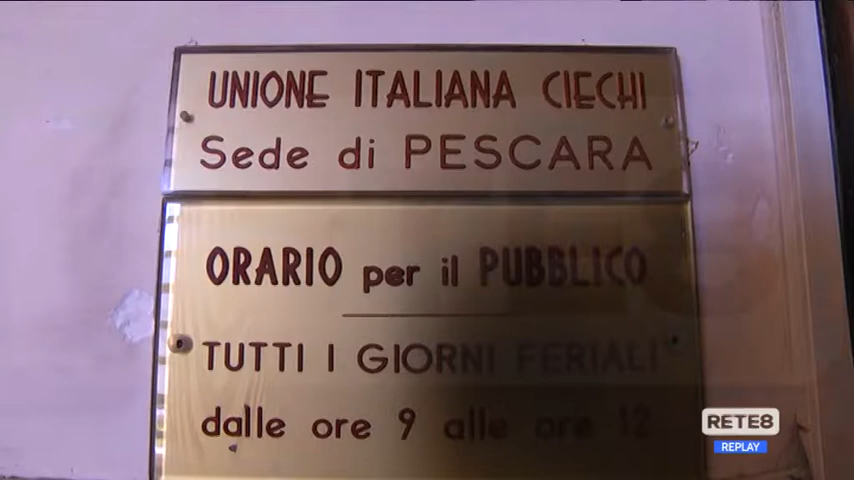 UNIONE ITALIANA CIECHI
Sede di PESCARA
ORARIO per il PUBBLICO
TUTTI I GIORNI FERIALI
dalle ore 9 alle ore 12
RETE8
REPLAY